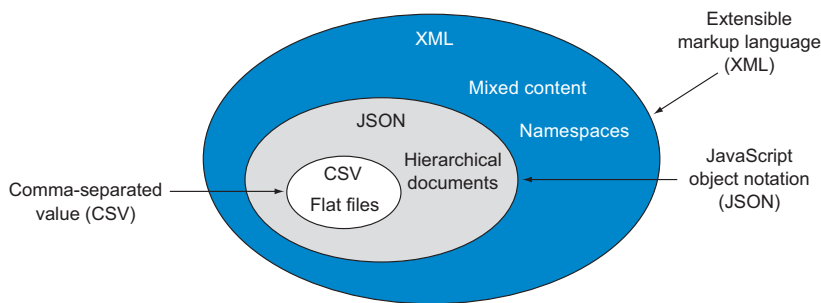 XML
Extensible
markup language
(XML)
Mixed content
Namespaces
JSON
Hierarchical
documents
CSV
Flat files
Comma-separated
value (CSV)
JavaScript
object notation
(JSON)